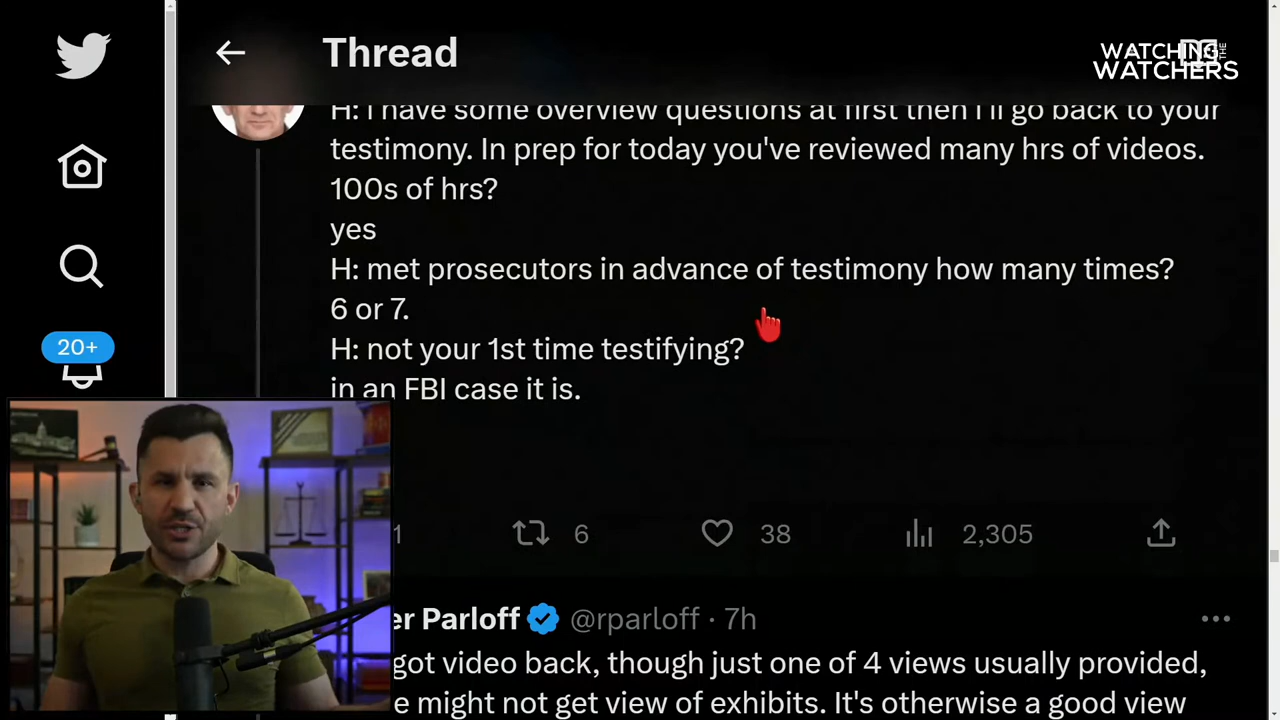 Thread
WATCHING THE
WATCHERS
H: I have some overview questions at first then I'll go back to your
testimony. In prep for today you've reviewed many hrs of videos.
100s of hrs?
yes
H: met prosecutors in advance of testimony how many times?
6 or 7.
H: not your 1st time testifying?
in an FBI case it is.
20+
1 6 38 2,305
er Parloff @rparloff · 7h
got video back, though just one of 4 views usually provided,
e might not get view of exhibits. It's otherwise a good view